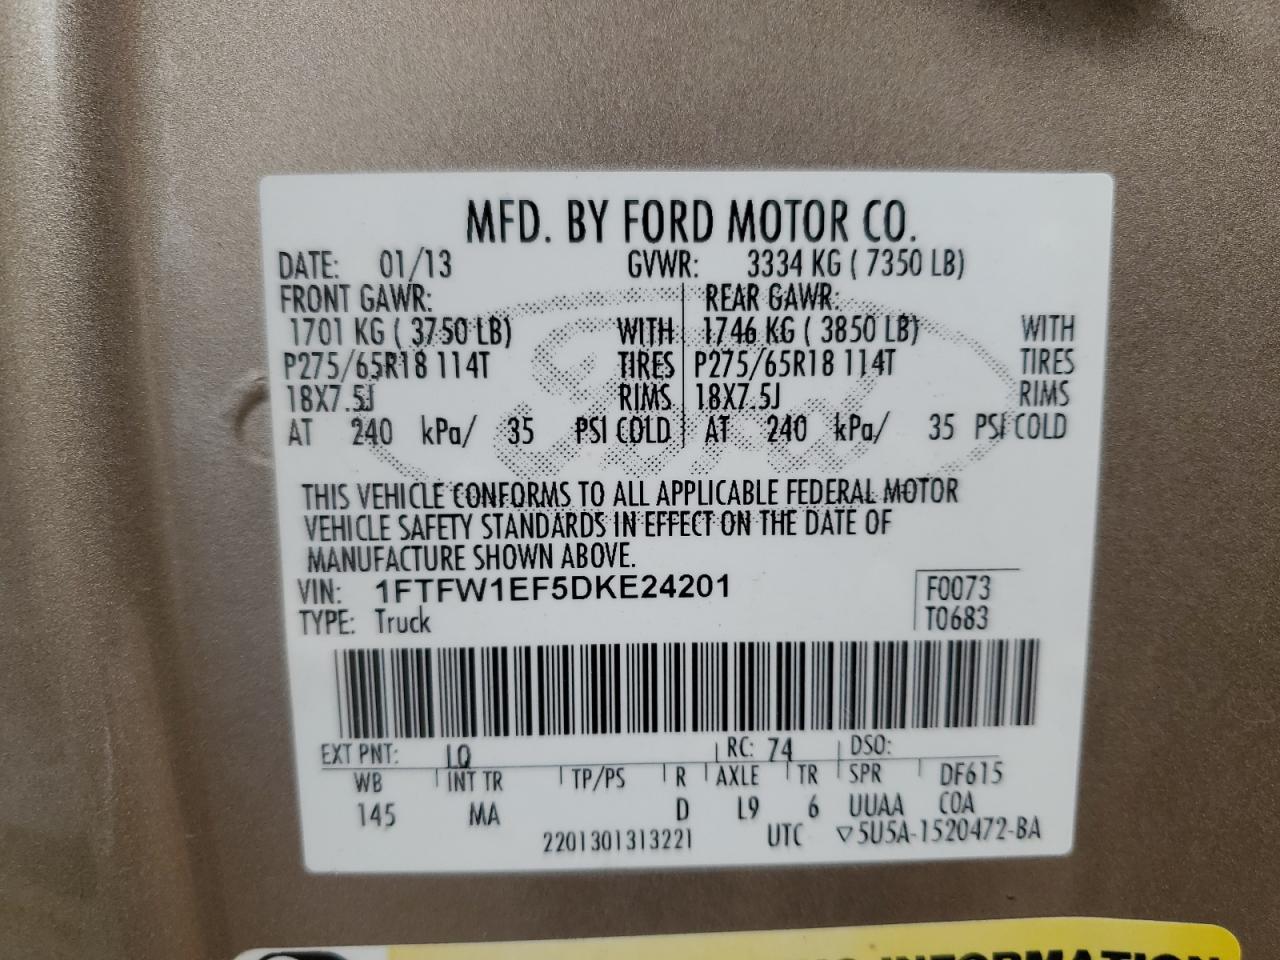 MFD. BY FORD MOTOR CO.
DATE: 01/13 GVWR: 3334 KG ( 7350 LB)
FRONT GAWR: REAR GAWR:
1701 KG ( 3750 LB) WITH 1746 KG ( 3850 LB) WITH
P275/65R18 114T TIRES P275/65R18 114T TIRES
18X7.5J RIMS 18X7.5J RIMS
AT 240 kPa/ 35 PSI COLD AT 240 kPa/ 35 PSI COLD
THIS VEHICLE CONFORMS TO ALL APPLICABLE FEDERAL MOTOR
VEHICLE SAFETY STANDARDS IN EFFECT ON THE DATE OF
MANUFACTURE SHOWN ABOVE.
VIN: 1FTFW1EF5DKE24201 F0073
TYPE: Truck T0683
EXT PNT: LQ RC: 74 DSO:
WB INT TR TP/PS R AXLE TR SPR DF615
145 MA D L9 6 UUAA COA
2201301313221 UTC ▽5U5A-1520472-BA
INFORMATION